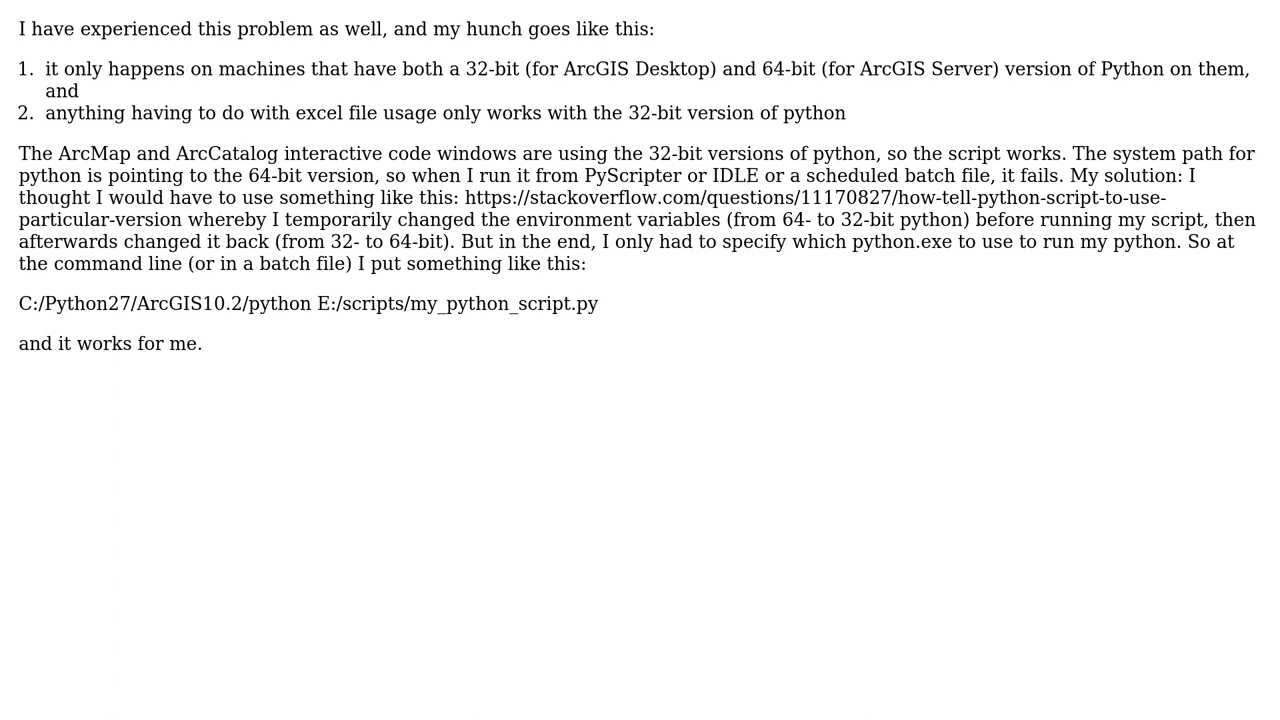 I have experienced this problem as well, and my hunch goes like this:
1. it only happens on machines that have both a 32-bit (for ArcGIS Desktop) and 64-bit (for ArcGIS Server) version of Python on them,
and
2. anything having to do with excel file usage only works with the 32-bit version of python
The ArcMap and ArcCatalog interactive code windows are using the 32-bit versions of python, so the script works. The system path for
python is pointing to the 64-bit version, so when I run it from PyScripter or IDLE or a scheduled batch file, it fails. My solution: I
thought I would have to use something like this: https://stackoverflow.com/questions/11170827/how-tell-python-script-to-use-
particular-version whereby I temporarily changed the environment variables (from 64- to 32-bit python) before running my script, then
afterwards changed it back (from 32- to 64-bit). But in the end, I only had to specify which python.exe to use to run my python. So at
the command line (or in a batch file) I put something like this:
C:/Python27/ArcGIS10.2/python E:/scripts/my_python_script.py
and it works for me.